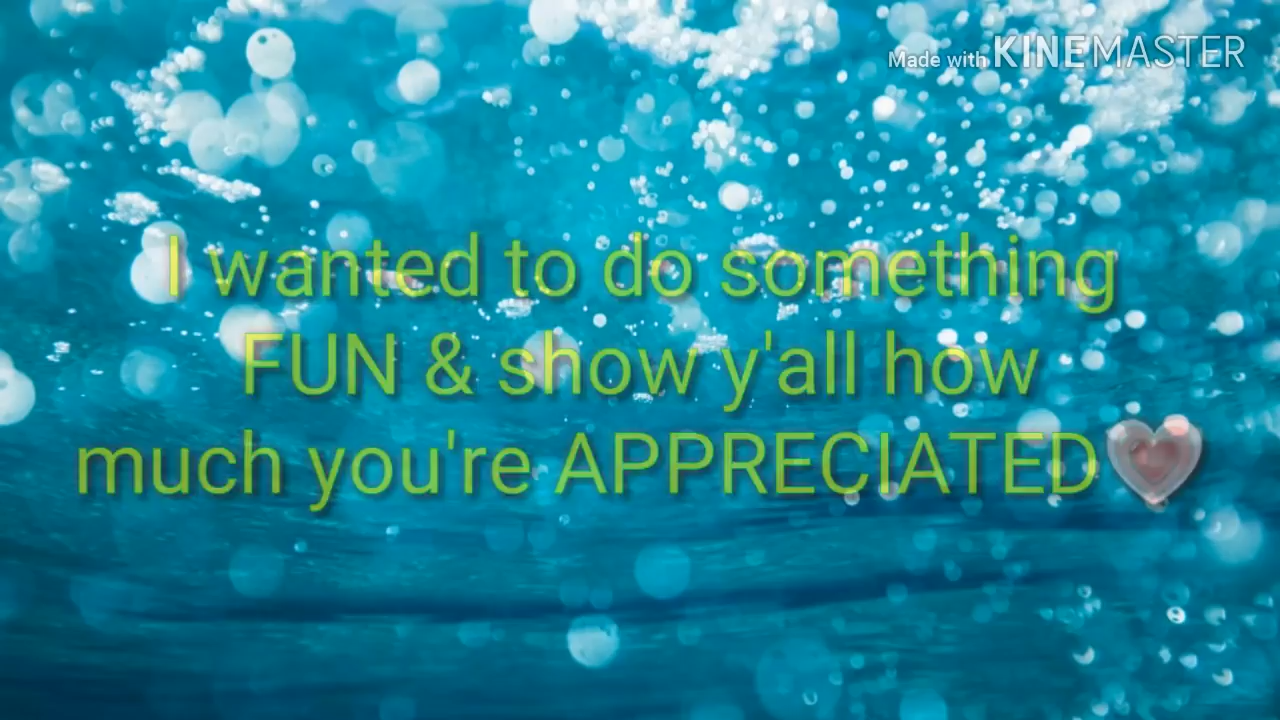 Made with KINEMASTER
I wanted to do something
FUN & show y'all how
much you're APPRECIATED